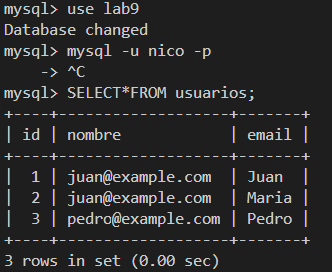 mysql> use lab9
Database changed
mysql> mysql -u nico -p
    -> ^C
mysql> SELECT*FROM usuarios;
+----+-------------------+-------+
| id | nombre            | email |
+----+-------------------+-------+
|  1 | juan@example.com  | Juan  |
|  2 | juan@example.com  | Maria |
|  3 | pedro@example.com | Pedro |
+----+-------------------+-------+
3 rows in set (0.00 sec)